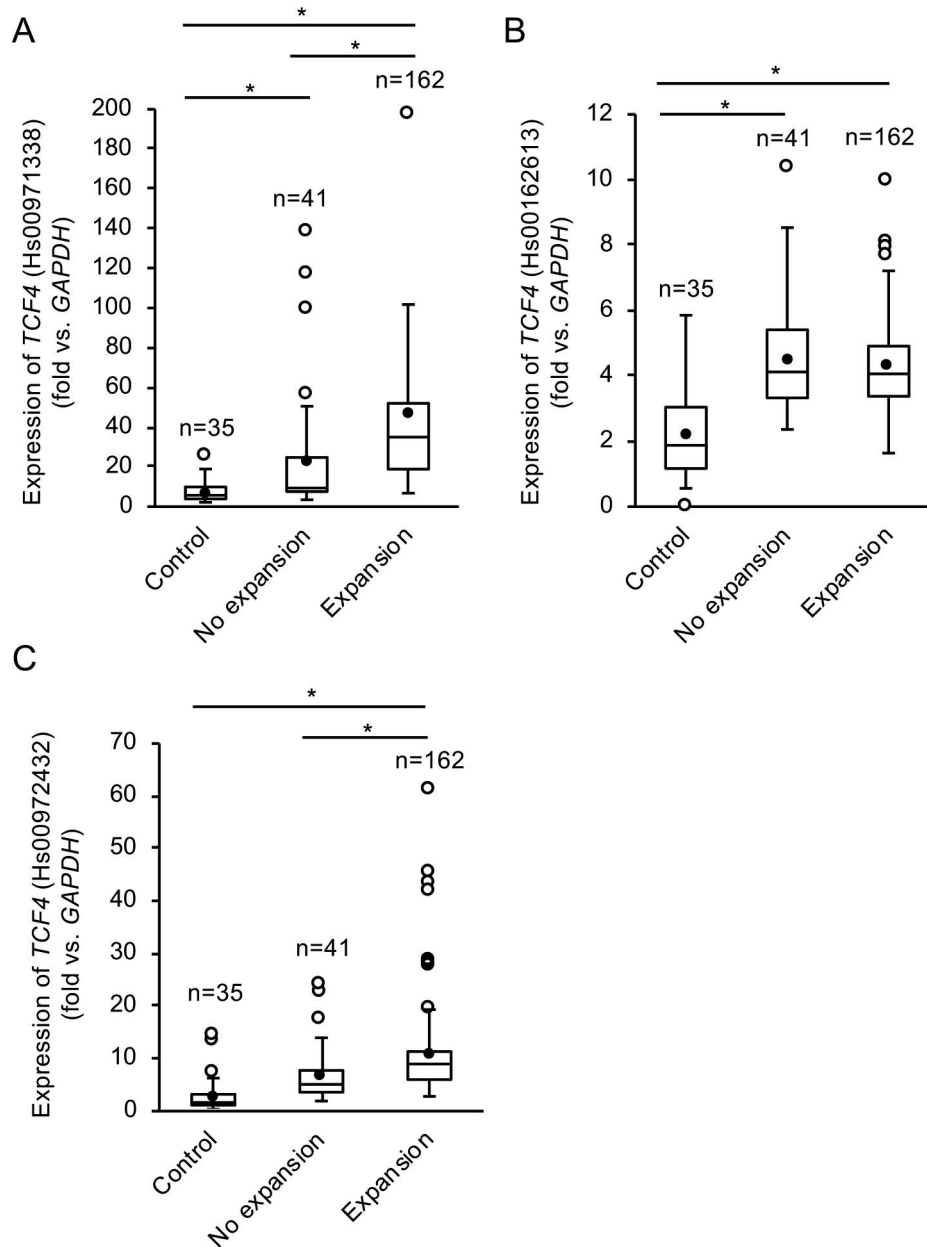 A
*
*
*
n=162
n=41
n=35
Expression of TCF4 (Hs00971338)
(fold vs. GAPDH)
200
180
160
140
120
100
80
60
40
20
0
Control
No expansion
Expansion
B
*
*
n=41
n=162
n=35
Expression of TCF4 (Hs00162613)
(fold vs. GAPDH)
12
10
8
6
4
2
0
Control
No expansion
Expansion
C
*
*
n=162
n=41
n=35
Expression of TCF4 (Hs00972432)
(fold vs. GAPDH)
70
60
50
40
30
20
10
0
Control
No expansion
Expansion